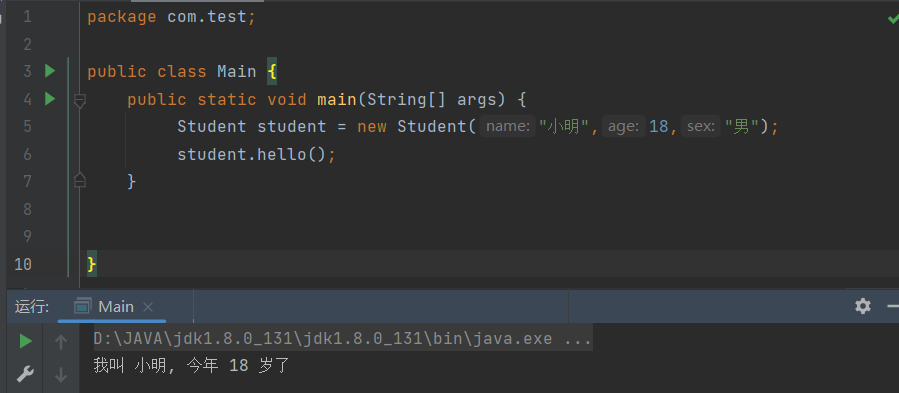 1 package com.test;
2
3 public class Main {
4 public static void main(String[] args) {
5 Student student = new Student( name: "小明", age: 18, sex: "男");
6 student.hello();
7 }
8
9
10 }
运行: Main ×
D:\JAVA\jdk1.8.0_131\jdk1.8.0_131\bin\java.exe ...
我叫 小明, 今年 18 岁了